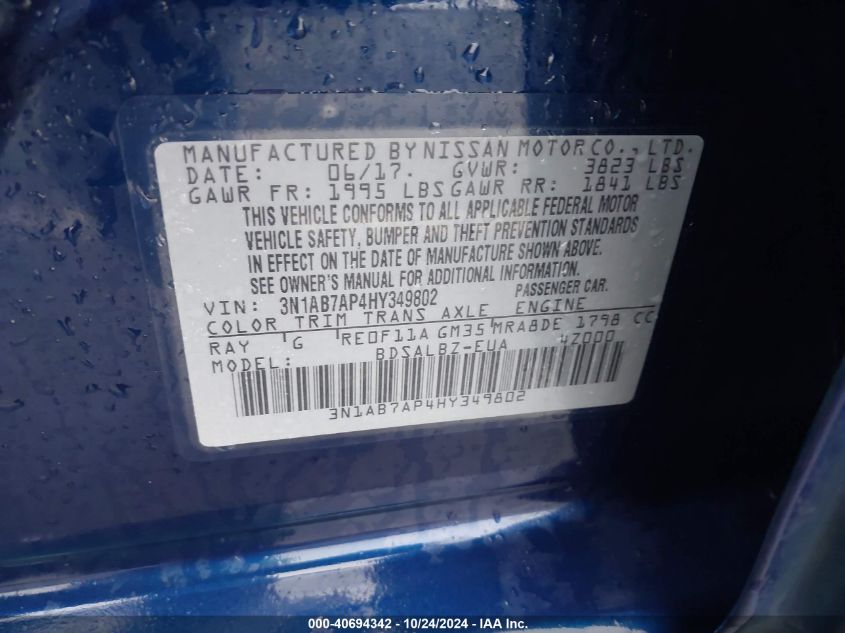 MANUFACTURED BY NISSAN MOTOR CO., LTD.
DATE: 06/17. GVWR: 3823 LBS
GAWR FR: 1995 LBS GAWR RR: 1841 LBS
THIS VEHICLE CONFORMS TO ALL APPLICABLE FEDERAL MOTOR
VEHICLE SAFETY, BUMPER AND THEFT PREVENTION STANDARDS
IN EFFECT ON THE DATE OF MANUFACTURE SHOWN ABOVE.
SEE OWNER'S MANUAL FOR ADDITIONAL INFORMATION.
VIN: 3N1AB7AP4HY349802 PASSENGER CAR.
COLOR TRIM TRANS AXLE ENGINE
RAY G RE0F11A GM35 MRA8DE 1798 CC
MODEL: BDSALBZ-EUA 4Z000
3N1AB7AP4HY349802
000-40694342 - 10/24/2024 - IAA Inc.